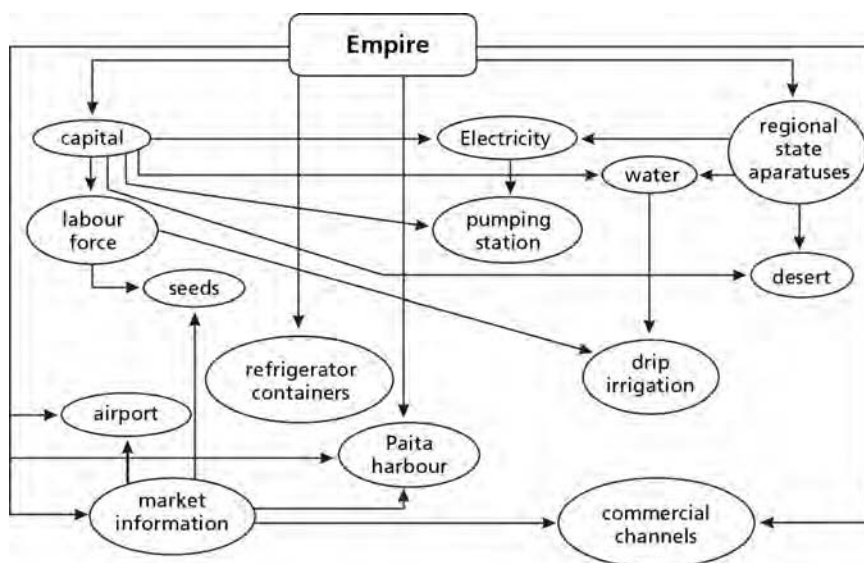 Empire
capital
Electricity
regional
state
aparatuses
water
labour
force
pumping
station
seeds
desert
refrigerator
containers
drip
irrigation
airport
Paita
harbour
market
information
commercial
channels